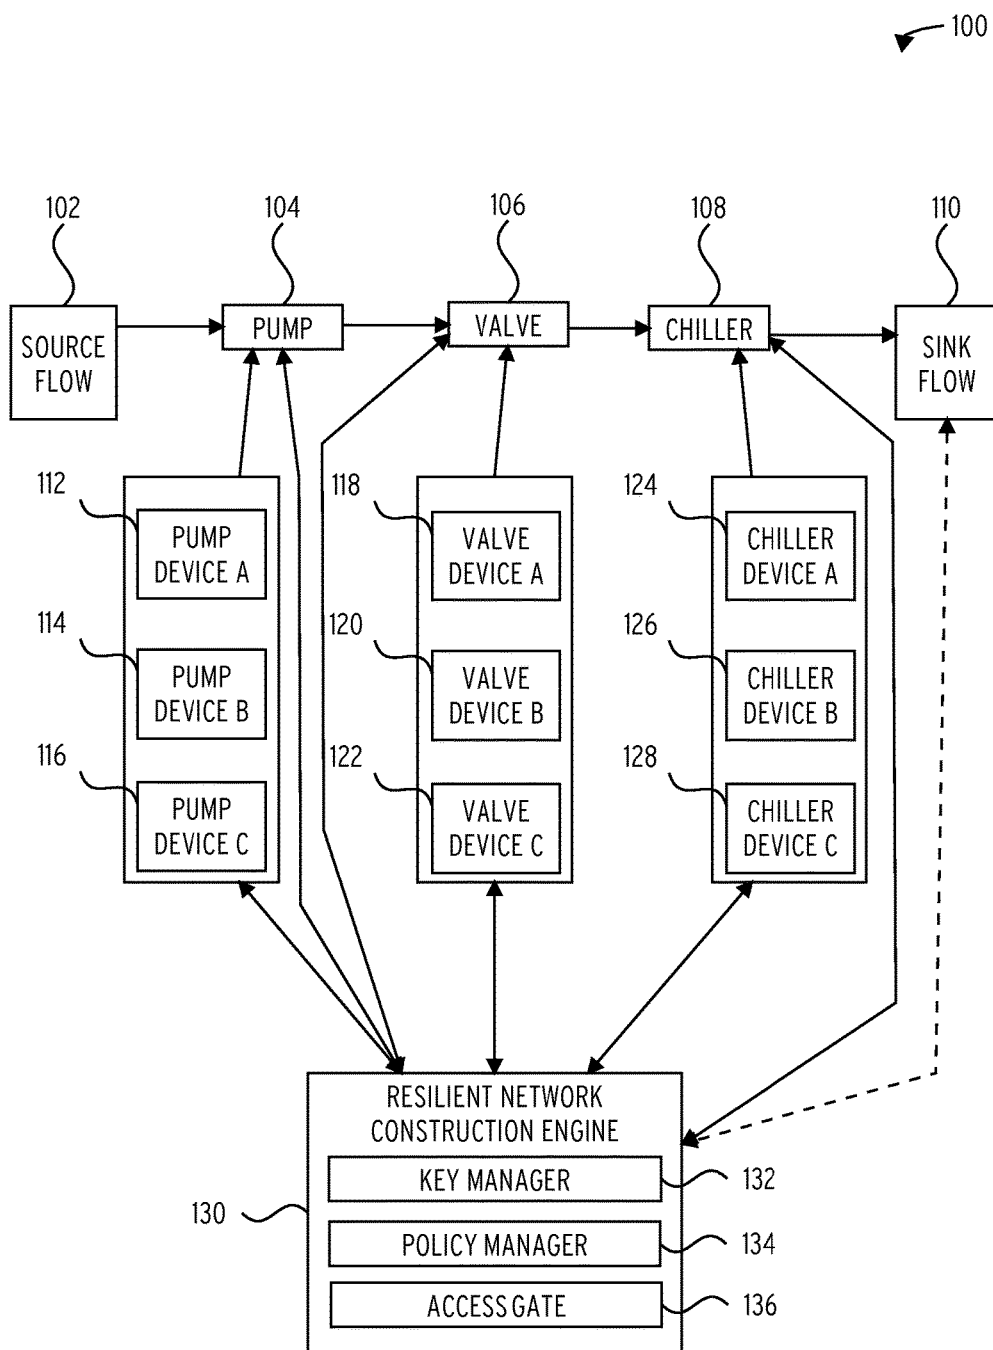 100
102
104
106
108
110
SOURCE
FLOW
PUMP
VALVE
CHILLER
SINK
FLOW
112
PUMP
DEVICE A
114
PUMP
DEVICE B
116
PUMP
DEVICE C
118
VALVE
DEVICE A
120
VALVE
DEVICE B
122
VALVE
DEVICE C
124
CHILLER
DEVICE A
126
CHILLER
DEVICE B
128
CHILLER
DEVICE C
RESILIENT NETWORK
CONSTRUCTION ENGINE
130
KEY MANAGER
132
POLICY MANAGER
134
ACCESS GATE
136